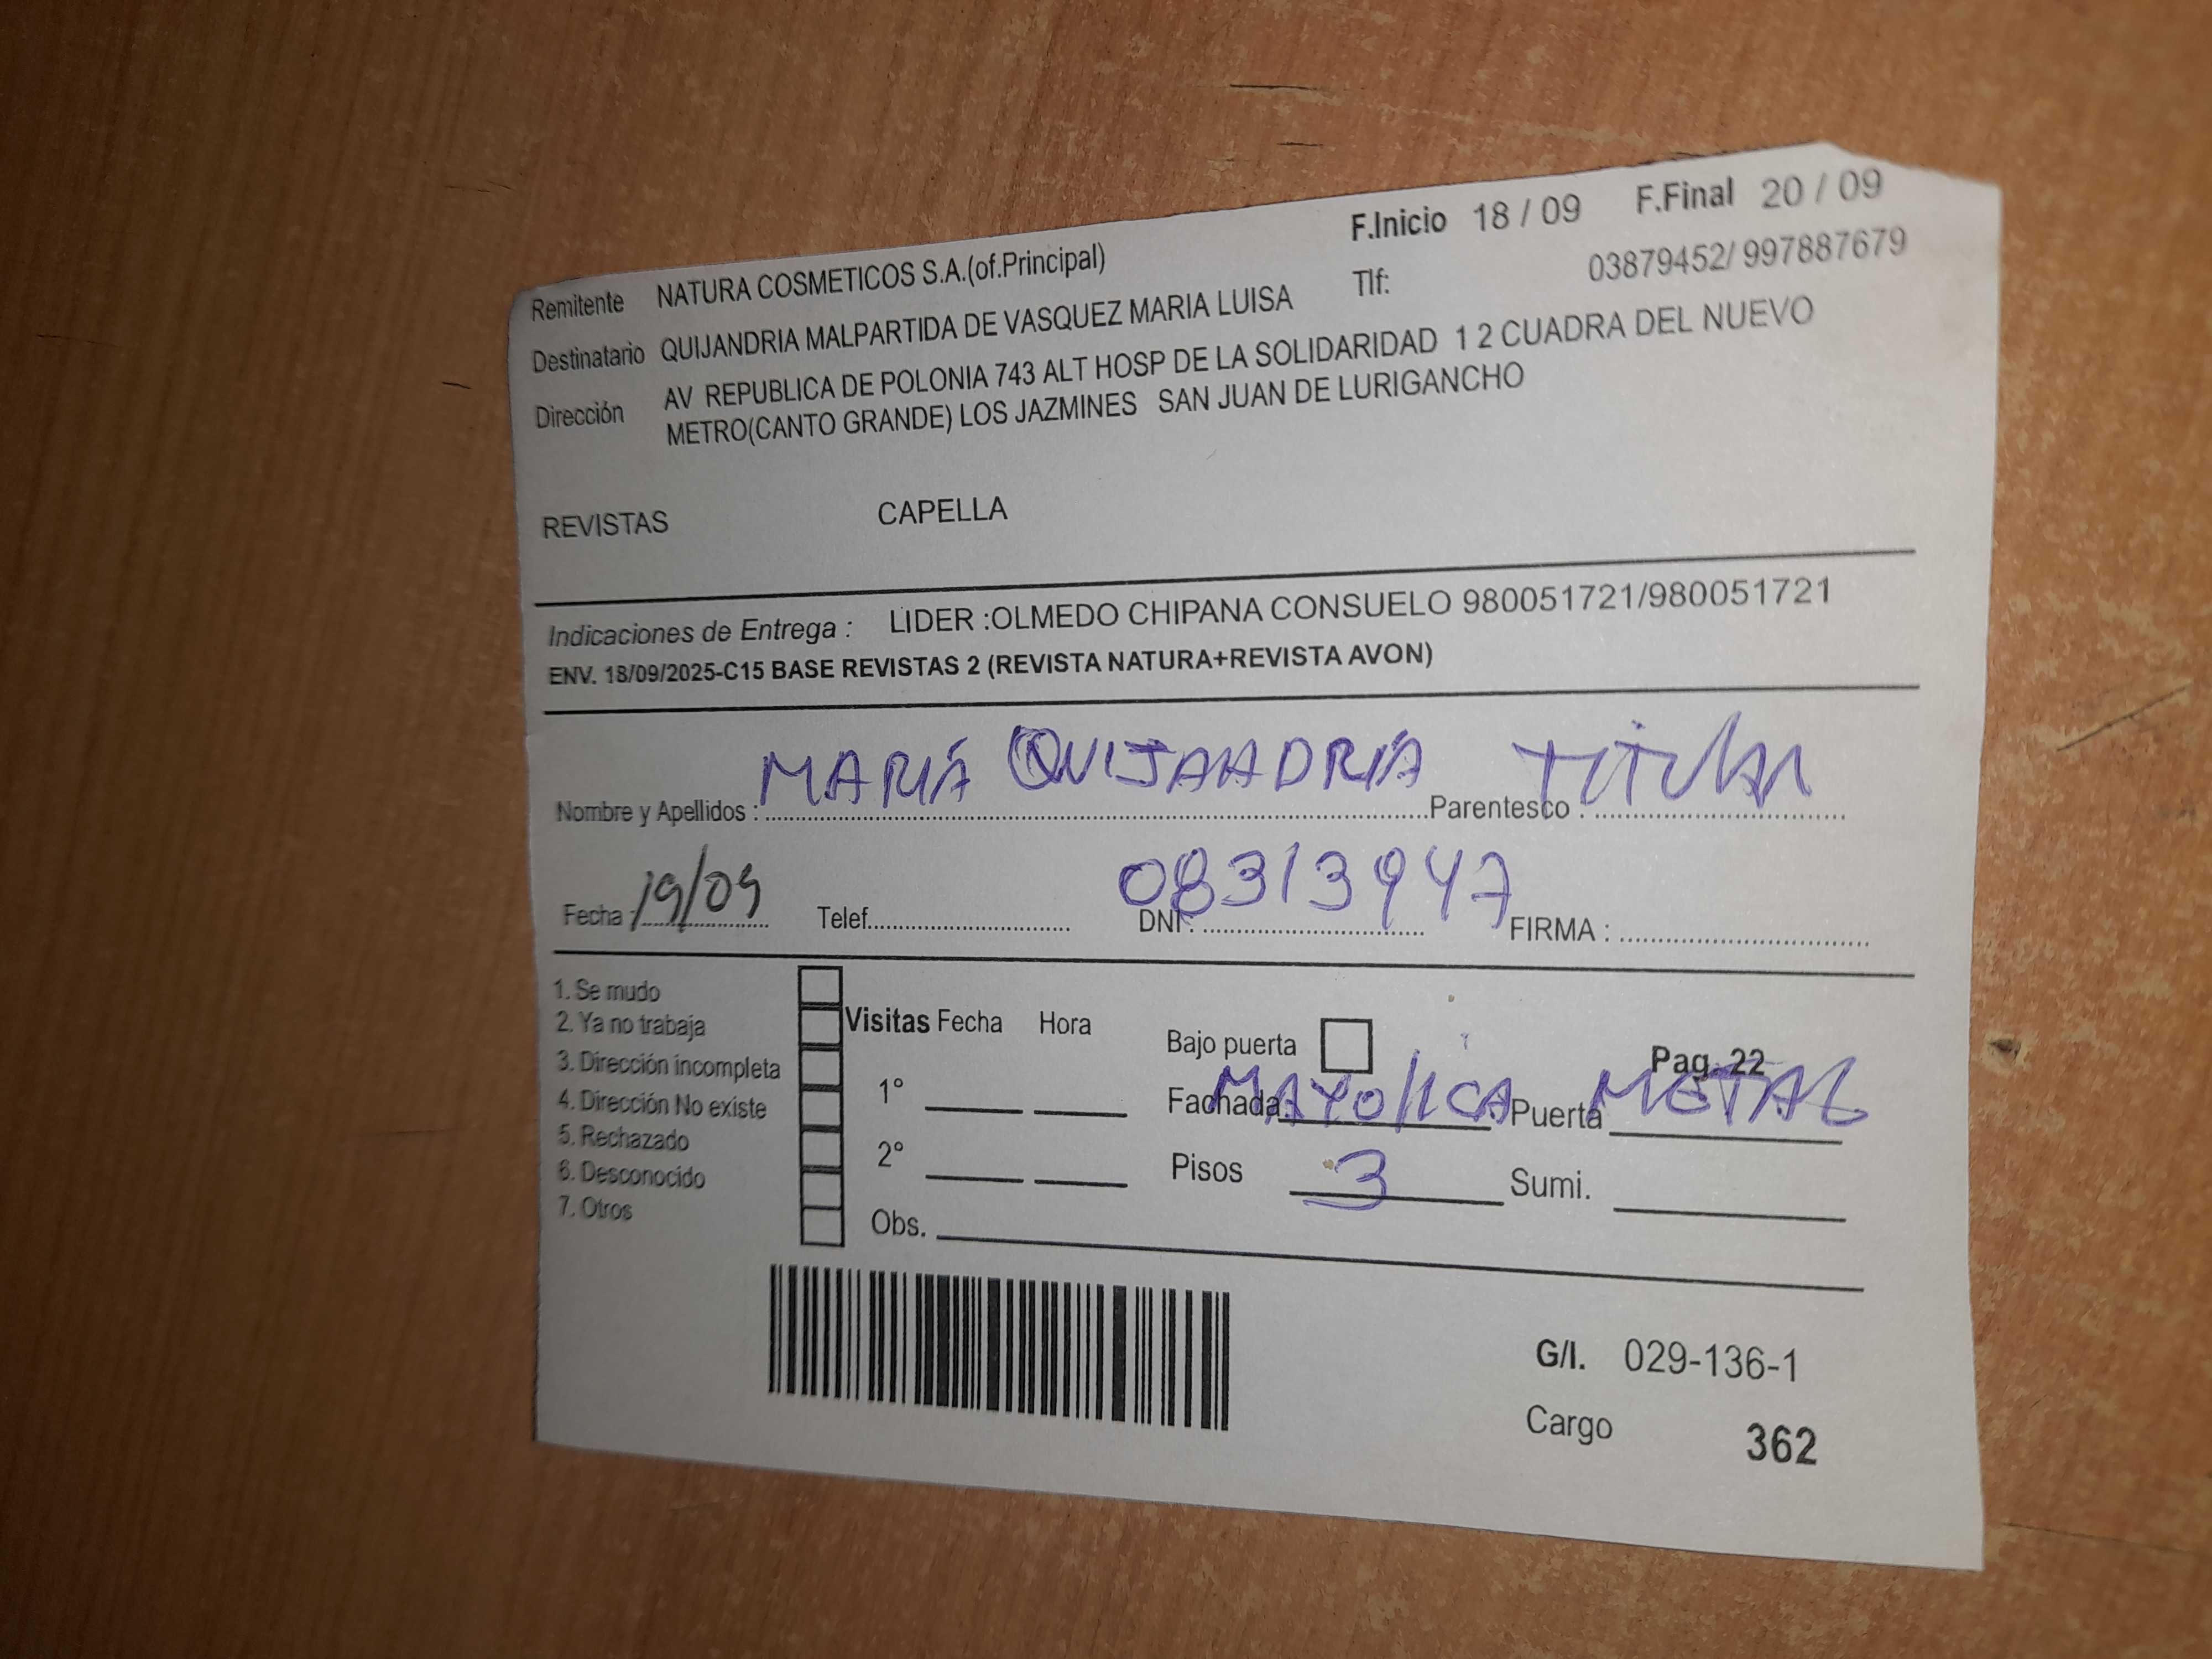 F.Inicio 18 / 09 F.Final 20 / 09
Remitente NATURA COSMETICOS S.A.(of.Principal) Tlf: 03879452/ 997887679
Destinatario QUIJANDRIA MALPARTIDA DE VASQUEZ MARIA LUISA
Dirección AV REPUBLICA DE POLONIA 743 ALT HOSP DE LA SOLIDARIDAD 1 2 CUADRA DEL NUEVO
METRO(CANTO GRANDE) LOS JAZMINES SAN JUAN DE LURIGANCHO
REVISTAS CAPELLA
Indicaciones de Entrega : LIDER :OLMEDO CHIPANA CONSUELO 980051721/980051721
ENV. 18/09/2025-C15 BASE REVISTAS 2 (REVISTA NATURA+REVISTA AVON)
Nombre y Apellidos : MARIA QUIJANDRIA Parentesco : Titular
Fecha : 19/09 Telef. DNI: 08313947 FIRMA :
1. Se mudo
2. Ya no trabaja
3. Dirección incompleta
4. Dirección No existe
5. Rechazado
6. Desconocido
7. Otros
Visitas Fecha Hora
1°
2°
Obs.
Bajo puerta Pag. 22
Fachada MAYOlICA Puerta METAL
Pisos 3 Sumi.
G/I. 029-136-1
Cargo 362